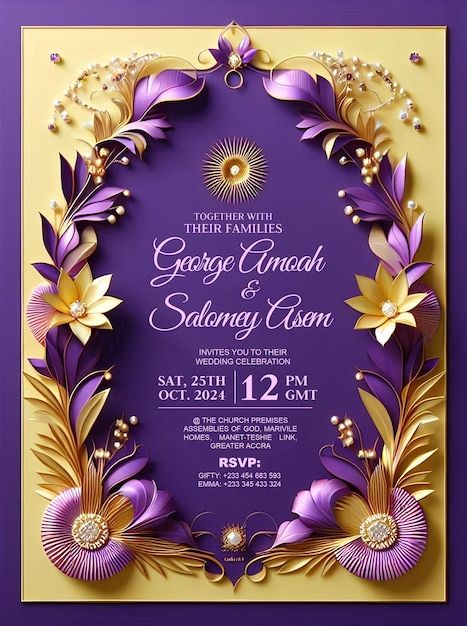 TOGETHER WITH
THEIR FAMILIES
George Amoah
&
Salomey Asem
INVITES YOU TO THEIR
WEDDING CELEBRATION
SAT, 25TH
OCT. 2024
12 PM
GMT
@ THE CHURCH PREMISES
ASSEMBLIES OF GOD, MARIVILE
HOMES, MANET-TESHIE LINK,
GREATER ACCRA
RSVP:
GIFTY: +233 454 683 593
EMMA: +233 345 433 324